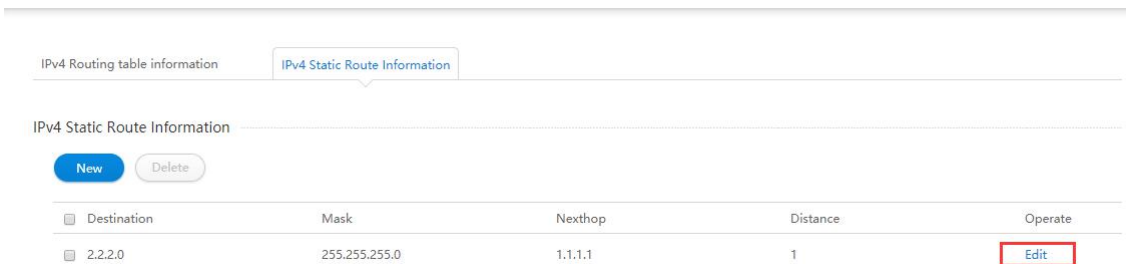 IPv4 Routing table information IPv4 Static Route Information
IPv4 Static Route Information
New Delete
Destination Mask Nexthop Distance Operate
2.2.2.0 255.255.255.0 1.1.1.1 1 Edit